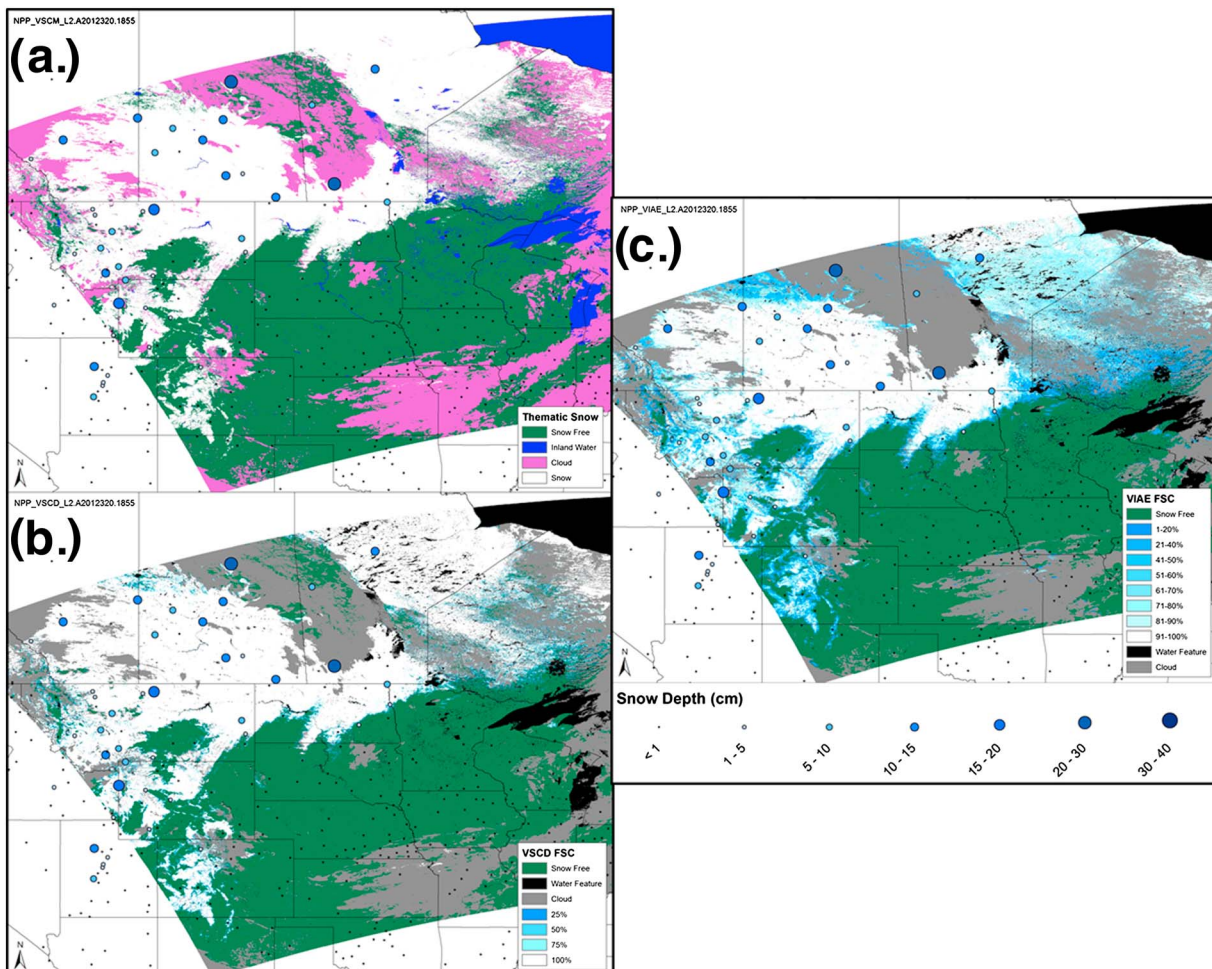 NPP_VSCM_L2.A2012320.1855
(a.)
Thematic Snow
Snow Free
Inland Water
Cloud
Snow
N
NPP_VSCD_L2.A2012320.1855
(b.)
VSCD FSC
Snow Free
Water Feature
Cloud
25%
50%
75%
100%
N
NPP_VIAE_L2.A2012320.1855
(c.)
VIAE FSC
Snow Free
1-20%
21-40%
41-50%
51-60%
61-70%
71-80%
81-90%
91-100%
Water Feature
Cloud
N
Snow Depth (cm)
< 1
1 - 5
5 - 10
10 - 15
15 - 20
20 - 30
30 - 40